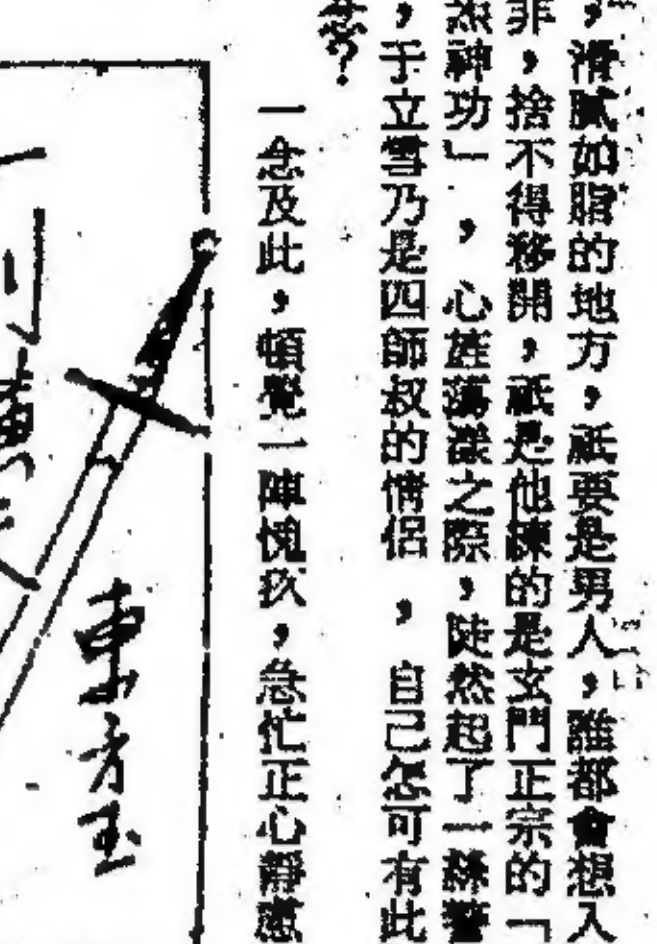 ，滑膩如脂的地方，祇要是男人，誰都會想入
非，捨不得移開，祇是他練的是玄門正宗的「
神功」，心旌蕩漾之際，陡然起了一絲警
，于立雪乃是四師叔的情侶，自己怎可有此
？
一念及此，頓覺一陣愧疚，急忙正心靜慮
東方玉